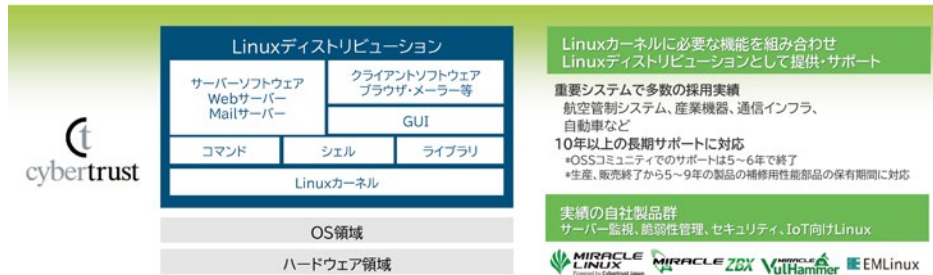 cybertrust
Linuxディストリビューション
サーバーソフトウェア
Webサーバー
Mailサーバー
クライアントソフトウェア
ブラウザ・メーラー等
GUI
コマンド
シェル
ライブラリ
Linuxカーネル
OS領域
ハードウェア領域
Linuxカーネルに必要な機能を組み合わせ
Linuxディストリビューションとして提供・サポート
重要システムで多数の採用実績
航空管制システム、産業機器、通信インフラ、
自動車など
10年以上の長期サポートに対応
*OSSコミュニティでのサポートは5~6年で終了
*生産、販売終了から5~9年の製品の補修用性能部品の保有期間に対応
実績の自社製品群
サーバー監視、脆弱性管理、セキュリティ、IoT向けLinux
MIRACLE
LINUX
Powered by Cybertrust Japan
MIRACLE ZBX
MIRACLE
VulHammer
EMLinux